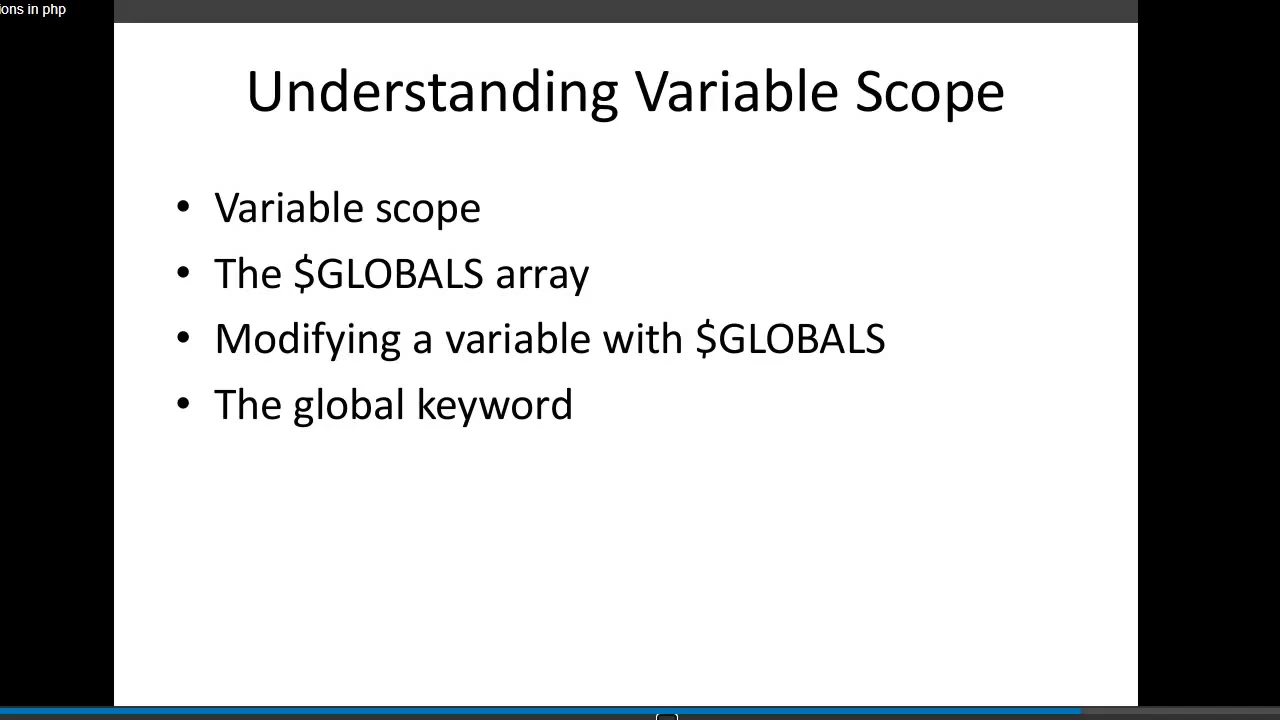 ons in php
Understanding Variable Scope
• Variable scope
• The $GLOBALS array
• Modifying a variable with $GLOBALS
• The global keyword